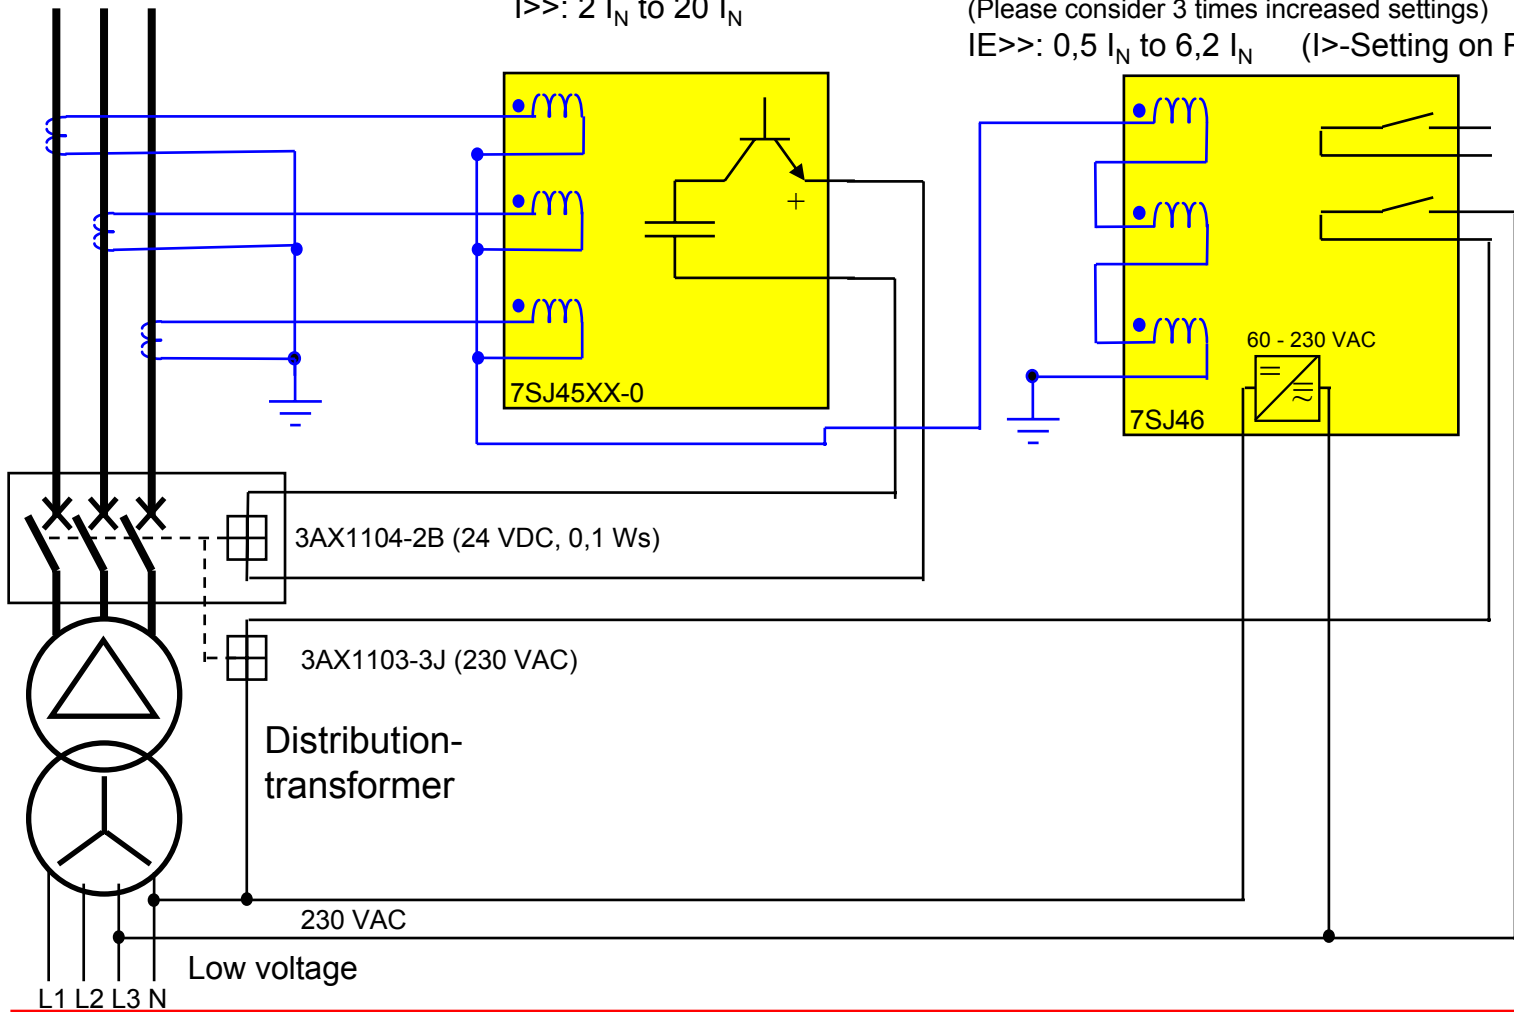 I>>: 2 IN to 20 IN
(Please consider 3 times increased settings)
IE>>: 0,5 IN to 6,2 IN (I>-Setting on
+
7SJ45XX-0
60 - 230 VAC
7SJ46
3AX1104-2B (24 VDC, 0,1 Ws)
3AX1103-3J (230 VAC)
Distribution-
transformer
230 VAC
Low voltage
L1 L2 L3 N